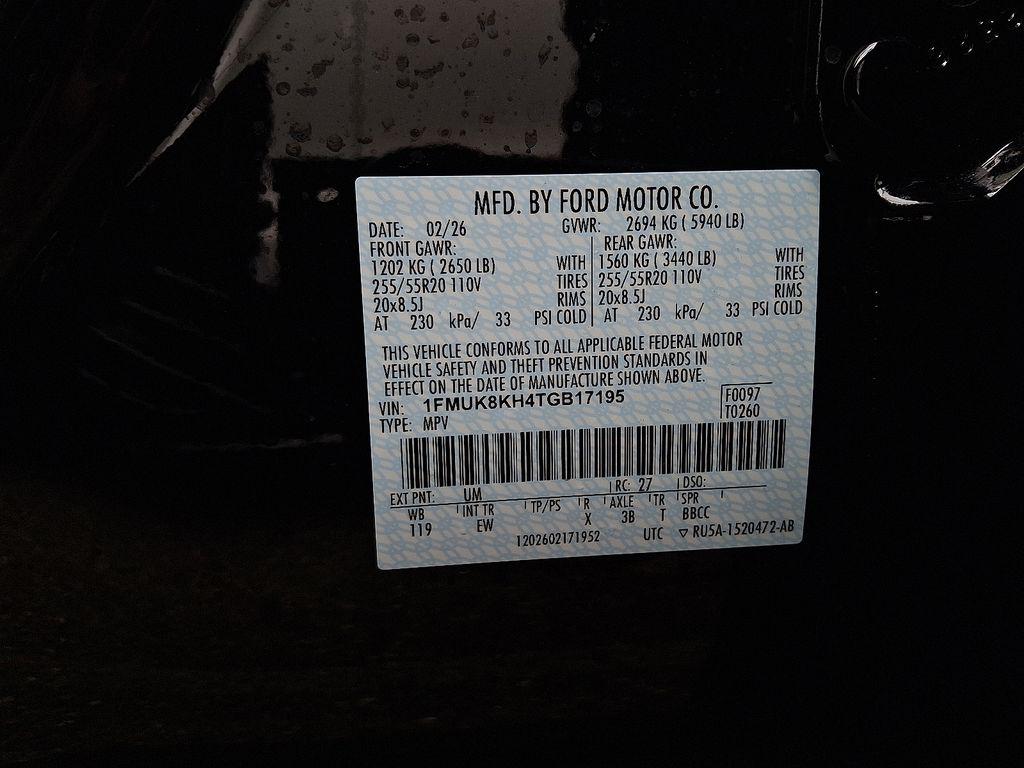 MFD. BY FORD MOTOR CO.
DATE: 02/26 GVWR: 2694 KG ( 5940 LB)
FRONT GAWR: REAR GAWR:
1202 KG ( 2650 LB) WITH 1560 KG ( 3440 LB) WITH
255/55R20 110V TIRES 255/55R20 110V TIRES
20x8.5J RIMS 20x8.5J RIMS
AT 230 kPa/ 33 PSI COLD AT 230 kPa/ 33 PSI COLD
THIS VEHICLE CONFORMS TO ALL APPLICABLE FEDERAL MOTOR
VEHICLE SAFETY AND THEFT PREVENTION STANDARDS IN
EFFECT ON THE DATE OF MANUFACTURE SHOWN ABOVE.
VIN: 1FMUK8KH4TGB17195 F0097
TYPE: MPV T0260
EXT PNT: UM RC: 27 DSO:
WB INT TR TP/PS R AXLE TR SPR
119 EW X 3B T BBCC
1202602171952 UTC ▽ RU5A-1520472-AB